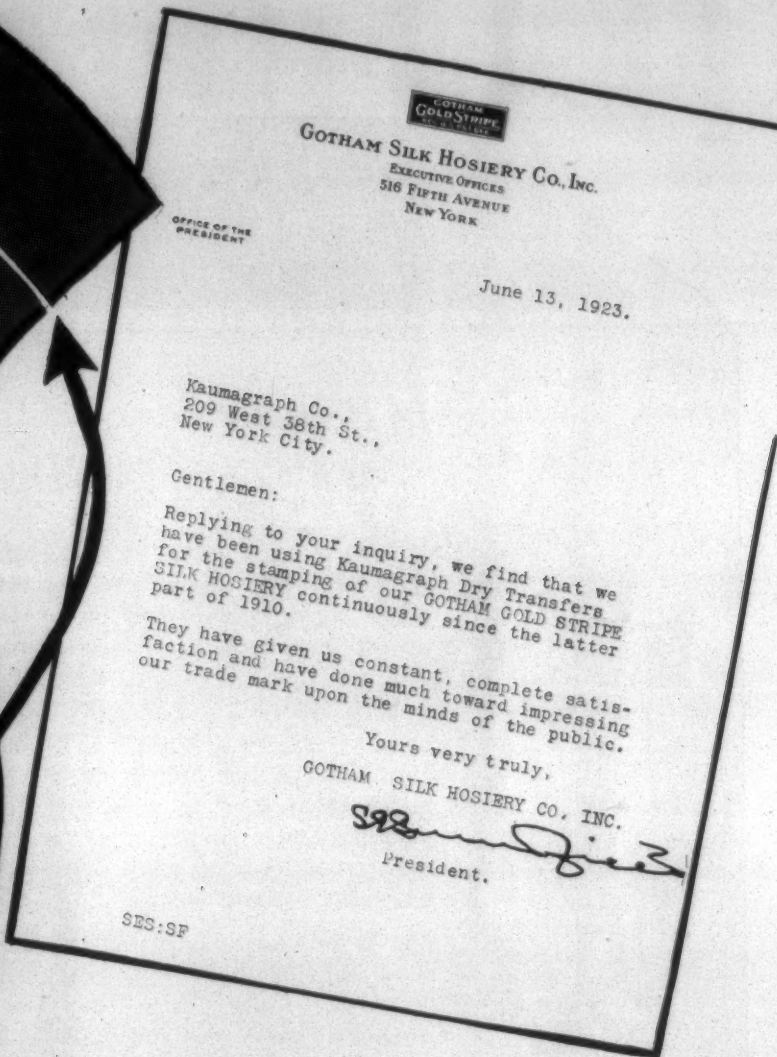 GOTHAM
GOLD STRIPE
GOTHAM SILK HOSIERY CO., INC.
EXECUTIVE OFFICES
516 FIFTH AVENUE
NEW YORK
OFFICE OF THE
PRESIDENT
June 13, 1923.
Kaumagraph Co.,
209 West 38th St.,
New York City.
Gentlemen:
Replying to your inquiry, we find that we
have been using Kaumagraph Dry Transfers
for the stamping of our GOTHAM GOLD STRIPE
SILK HOSIERY continuously since the latter
part of 1910.
They have given us constant, complete satis-
faction and have done much toward impressing
our trade mark upon the minds of the public.
Yours very truly,
GOTHAM SILK HOSIERY CO. INC.
President.
SES:SF